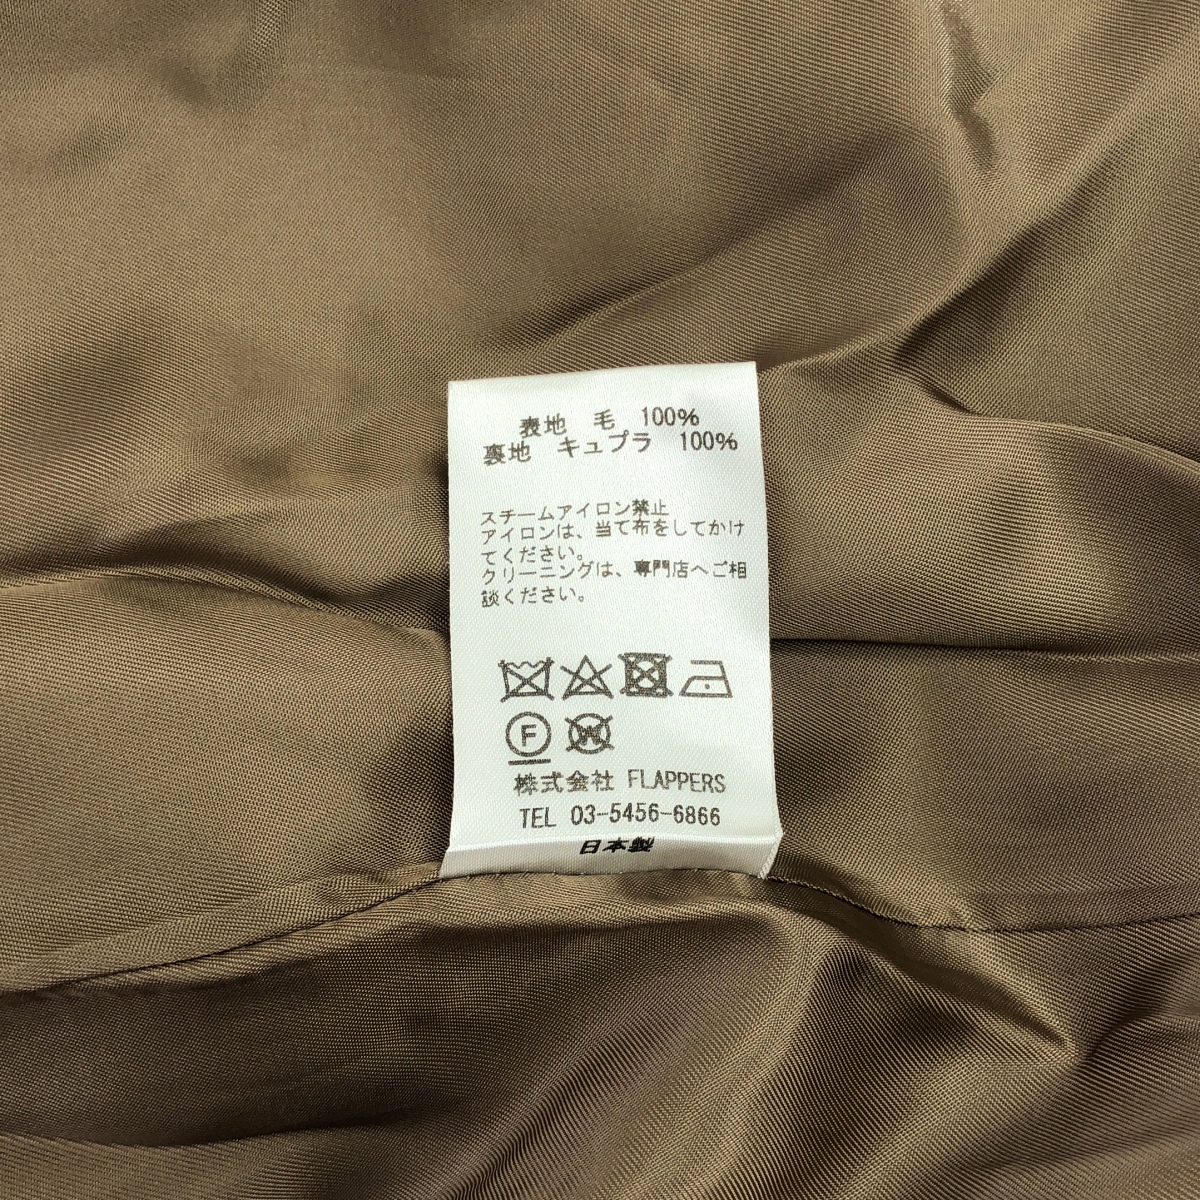 表地　毛　100%
裏地　キュプラ　100%
スチームアイロン禁止
アイロンは、当て布をしてかけ
てください。
クリーニングは、専門店へご相
談ください。
F W
株式会社 FLAPPERS
TEL 03-5456-6866
日本製